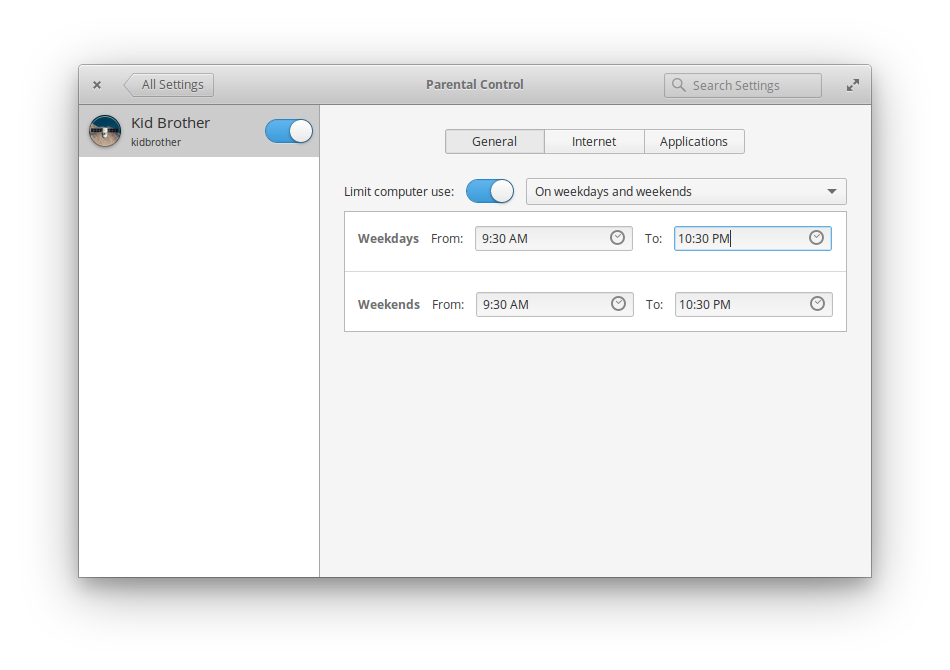 All Settings
Parental Control
Search Settings
Kid Brother
kidbrother
General
Internet
Applications
Limit computer use:
On weekdays and weekends
Weekdays From: 9:30 AM To: 10:30 PM
Weekends From: 9:30 AM To: 10:30 PM